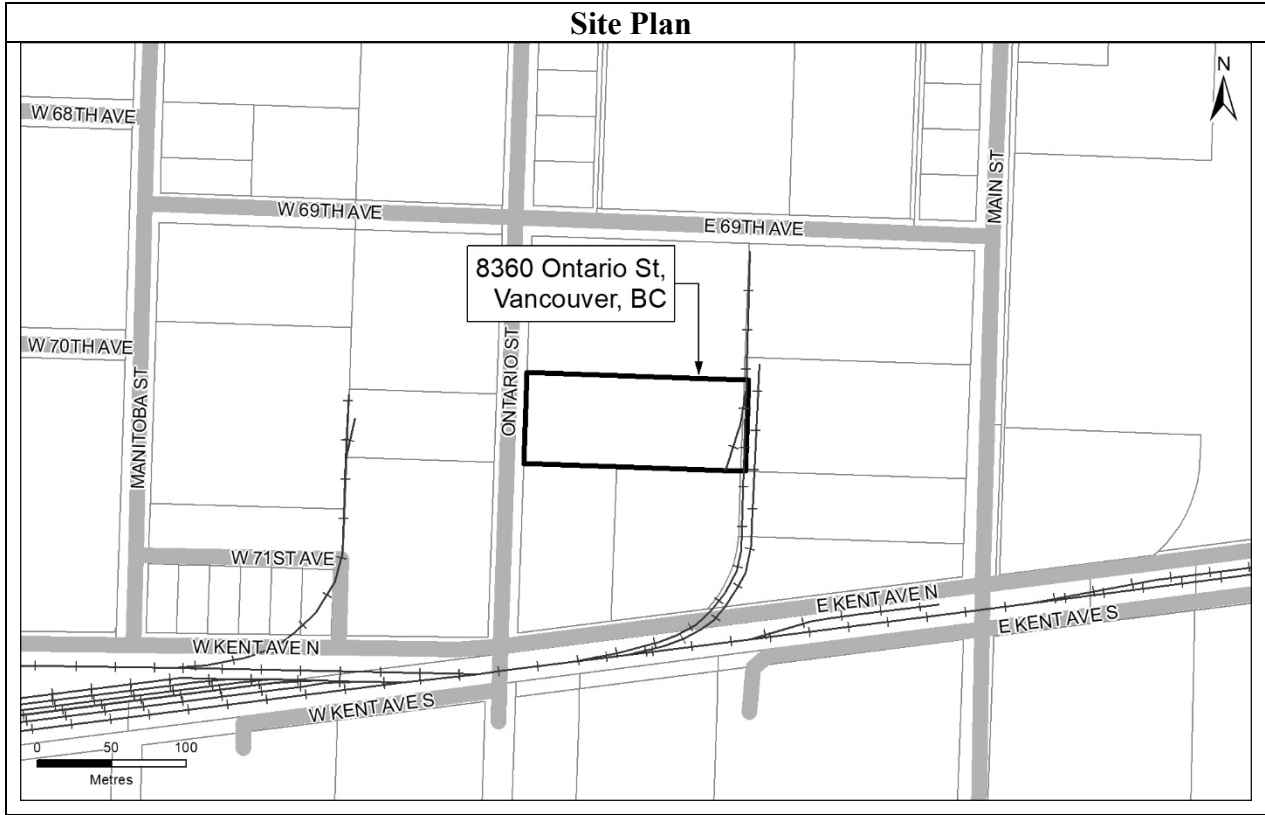 Site Plan
N
W 68TH AVE
MAIN ST
W 69TH AVE
E 69TH AVE
8360 Ontario St,
Vancouver, BC
W 70TH AVE
ONTARIO ST
MANITOBA ST
W 71ST AVE
E KENT AVE N
E KENT AVE S
W KENT AVE N
W KENT AVE S
0 50 100
Metres